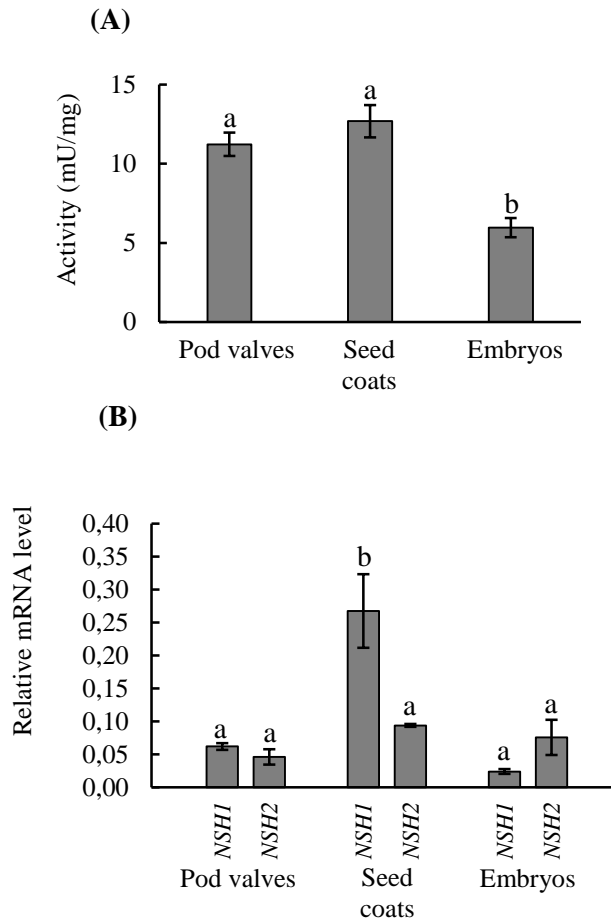 (A)
Activity (mU/mg)
15
10
5
0
a
a
b
Pod valves
Seed
coats
Embryos
(B)
Relative mRNA level
0,40
0,35
0,30
0,25
0,20
0,15
0,10
0,05
0,00
a
a
b
a
a
a
NSH1
NSH2
NSH1
NSH2
NSH1
NSH2
Pod valves
Seed
coats
Embryos